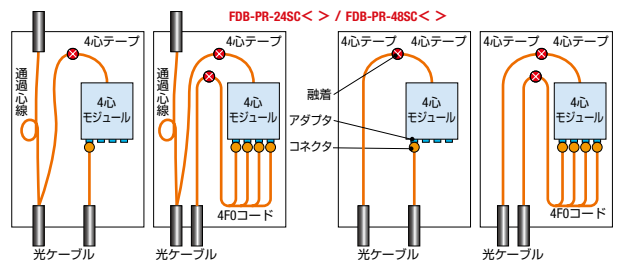 FDB-PR-24SC< > / FDB-PR-48SC< >
4心テープ
通過心線
4心
モジュール
光ケーブル
通過心線
4心テープ 4心テープ
4心
モジュール
4F0コード
4心テープ 4心テープ
融着
アダプタ
コネクタ
4心
モジュール
光ケーブル
4心テープ 4心テープ
4心
モジュール
4F0コード
光ケーブル